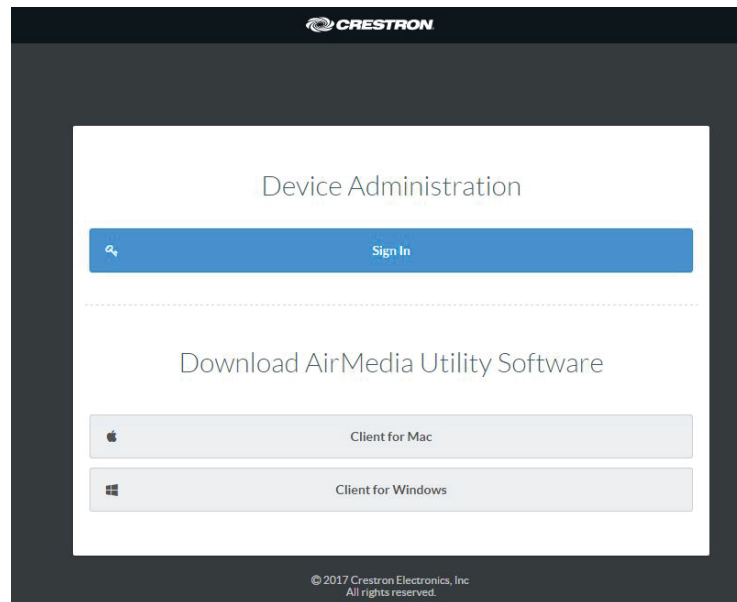 CRESTRON
Device Administration
Sign In
Download AirMedia Utility Software
Client for Mac
Client for Windows
© 2017 Crestron Electronics, Inc
All rights reserved.